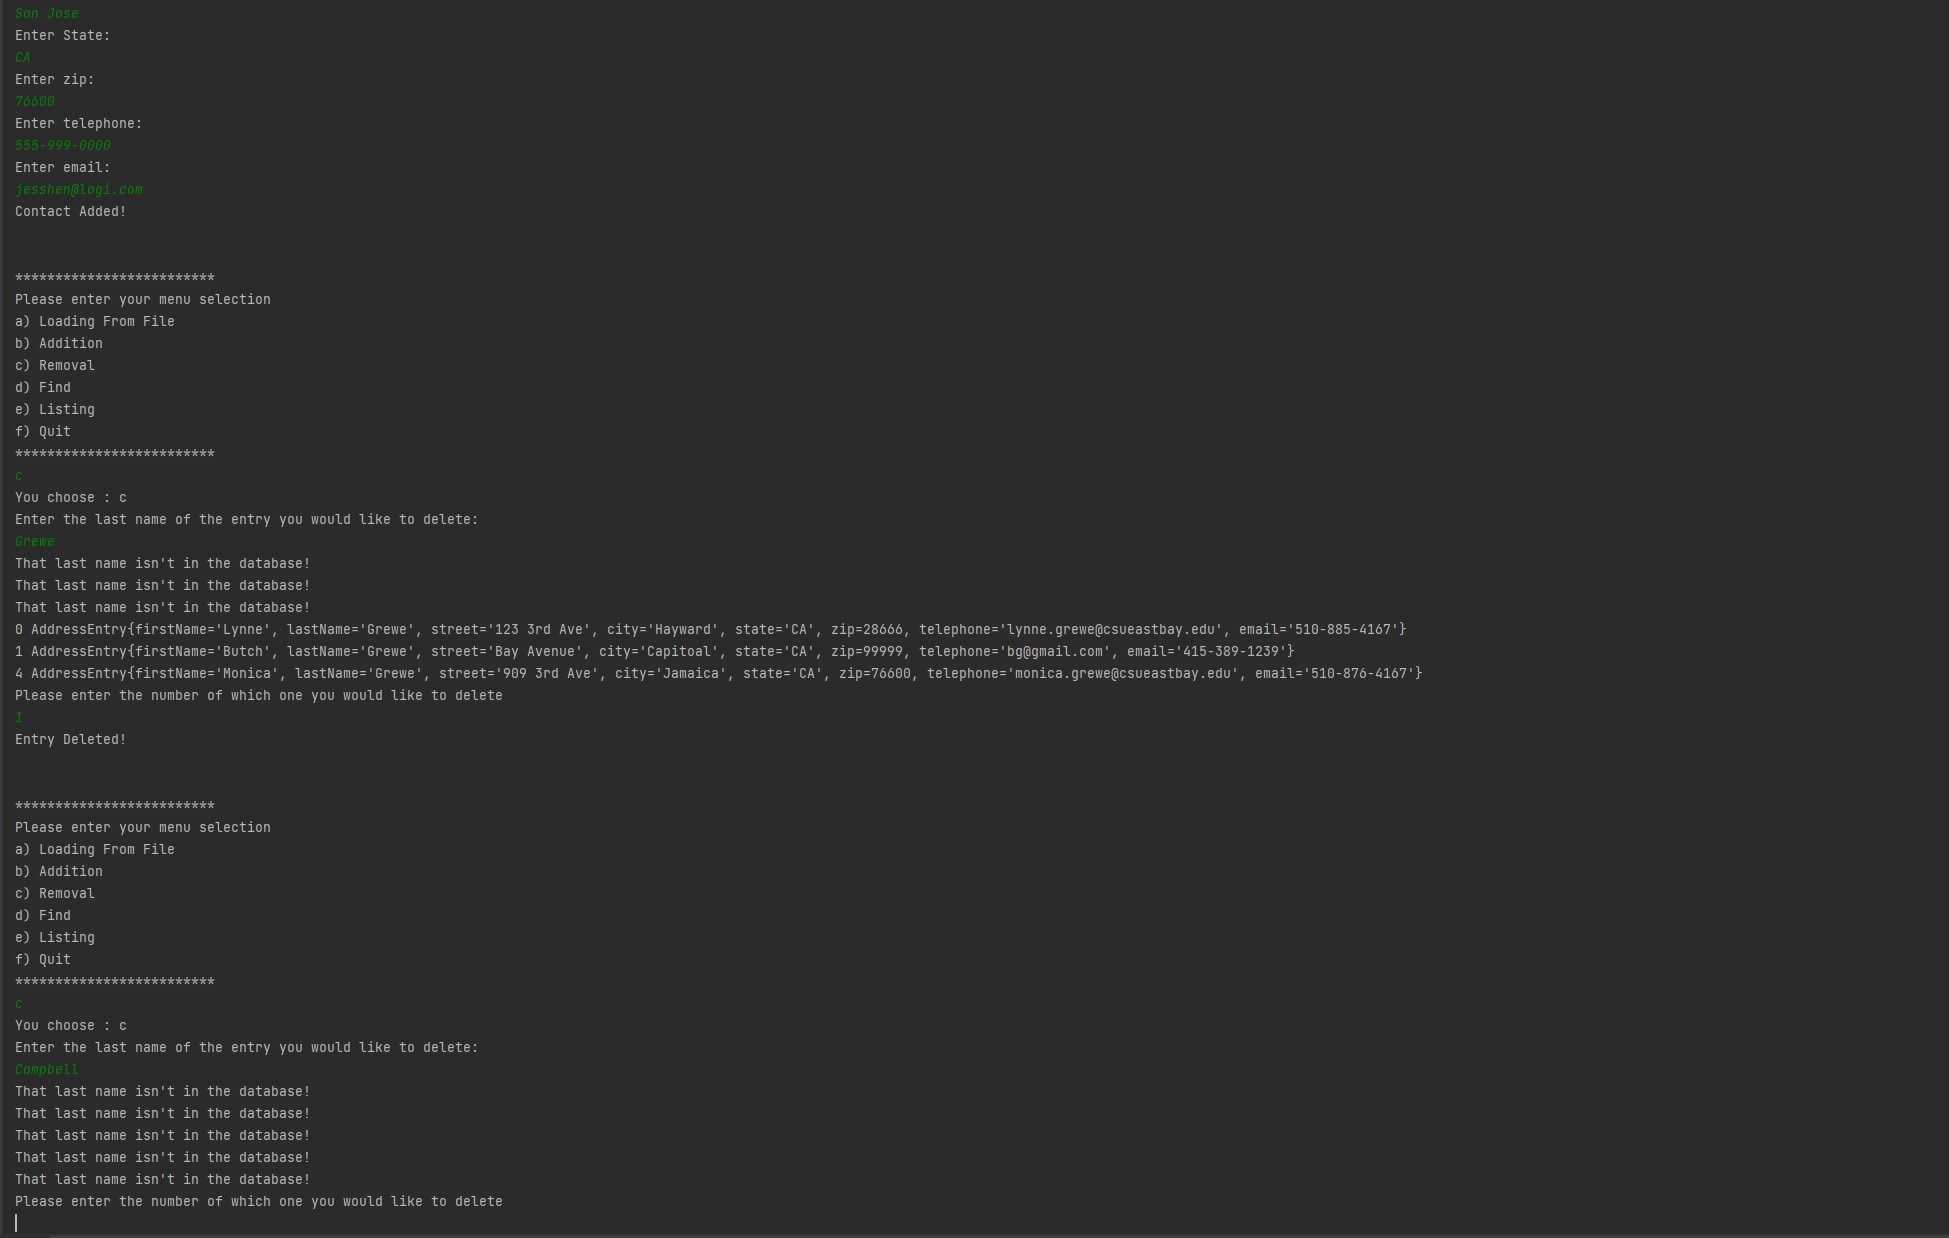 San Jose
Enter State:
CA
Enter zip:
76600
Enter telephone:
555-999-0000
Enter email:
jesshen@logi.com
Contact Added!
*************************
Please enter your menu selection
a) Loading From File
b) Addition
c) Removal
d) Find
e) Listing
f) Quit
*************************
c
You choose : c
Enter the last name of the entry you would like to delete:
Grewe
That last name isn't in the database!
That last name isn't in the database!
That last name isn't in the database!
0 AddressEntry{firstName='Lynne', lastName='Grewe', street='123 3rd Ave', city='Hayward', state='CA', zip=28666, telephone='lynne.grewe@csueastbay.edu', email='510-885-4167'}
1 AddressEntry{firstName='Butch', lastName='Grewe', street='Bay Avenue', city='Capitoal', state='CA', zip=99999, telephone='bg@gmail.com', email='415-389-1239'}
4 AddressEntry{firstName='Monica', lastName='Grewe', street='909 3rd Ave', city='Jamaica', state='CA', zip=76600, telephone='monica.grewe@csueastbay.edu', email='510-876-4167'}
Please enter the number of which one you would like to delete
1
Entry Deleted!
*************************
Please enter your menu selection
a) Loading From File
b) Addition
c) Removal
d) Find
e) Listing
f) Quit
*************************
c
You choose : c
Enter the last name of the entry you would like to delete:
Campbell
That last name isn't in the database!
That last name isn't in the database!
That last name isn't in the database!
That last name isn't in the database!
That last name isn't in the database!
Please enter the number of which one you would like to delete